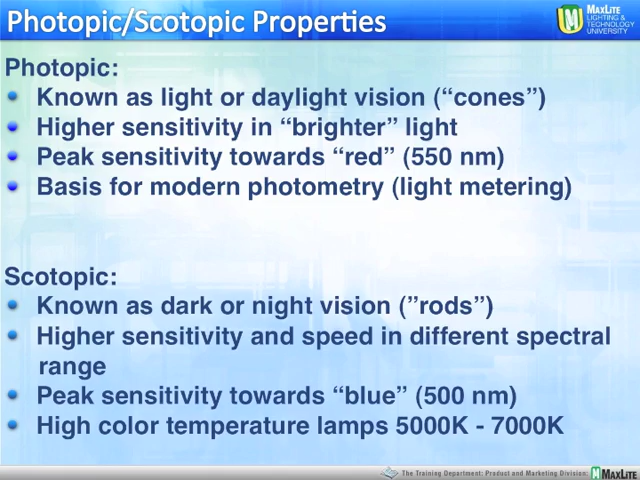 Photopic/Scotopic Properties
MAXLITE
LIGHTING &
TECHNOLOGY
UNIVERSITY
Photopic:
• Known as light or daylight vision (“cones”)
• Higher sensitivity in “brighter” light
• Peak sensitivity towards “red” (550 nm)
• Basis for modern photometry (light metering)
Scotopic:
• Known as dark or night vision (”rods”)
• Higher sensitivity and speed in different spectral
range
• Peak sensitivity towards “blue” (500 nm)
• High color temperature lamps 5000K - 7000K
The Training Department: Product and Marketing Division: MAXLITE